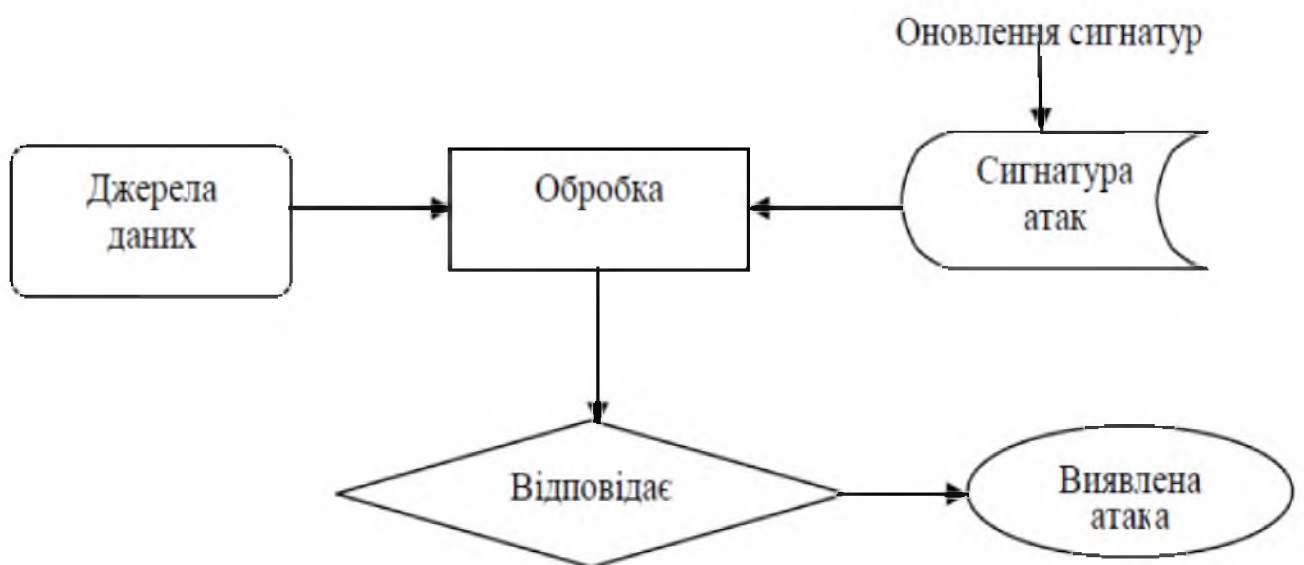 Оновлення сигнатур
Джерела
даних
Обробка
Сигнатура
атак
Відповідає
Виявлена
атака